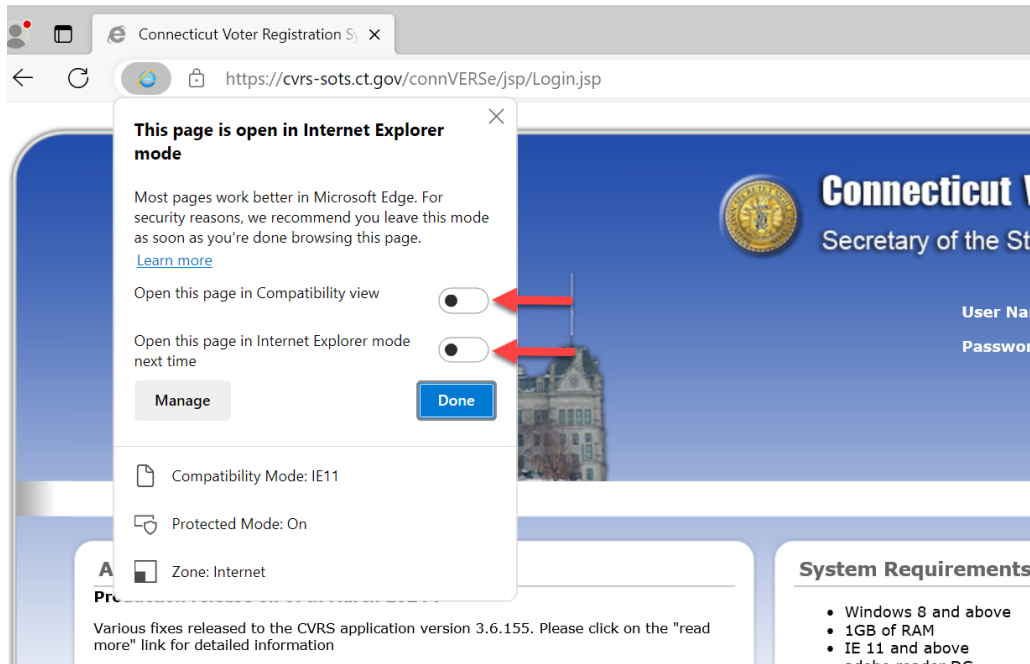 Connecticut Voter Registration Sy
https://cvrs-sots.ct.gov/connVERSe/jsp/Login.jsp
This page is open in Internet Explorer
mode
Most pages work better in Microsoft Edge. For
security reasons, we recommend you leave this mode
as soon as you're done browsing this page.
Learn more
Open this page in Compatibility view
Open this page in Internet Explorer mode
next time
Manage
Done
Compatibility Mode: IE11
Protected Mode: On
Zone: Internet
Connecticut
Secretary of the St
User Na
Passwor
A
Various fixes released to the CVRS application version 3.6.155. Please click on the "read
more" link for detailed information
System Requirements
Windows 8 and above
1GB of RAM
IE 11 and above